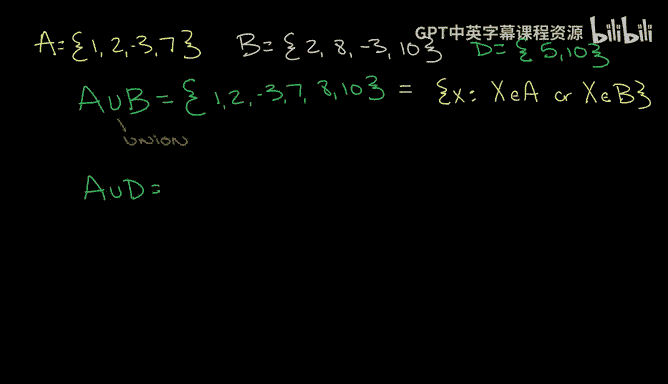 GPT中英字幕课程资源 bilibili
A={1,2,-3,7} B={2,8,-3,10} D={5,10}
A∪B={1,2,-3,7,8,10} = {x: x∈A or x∈B}
UNION
A∪D=